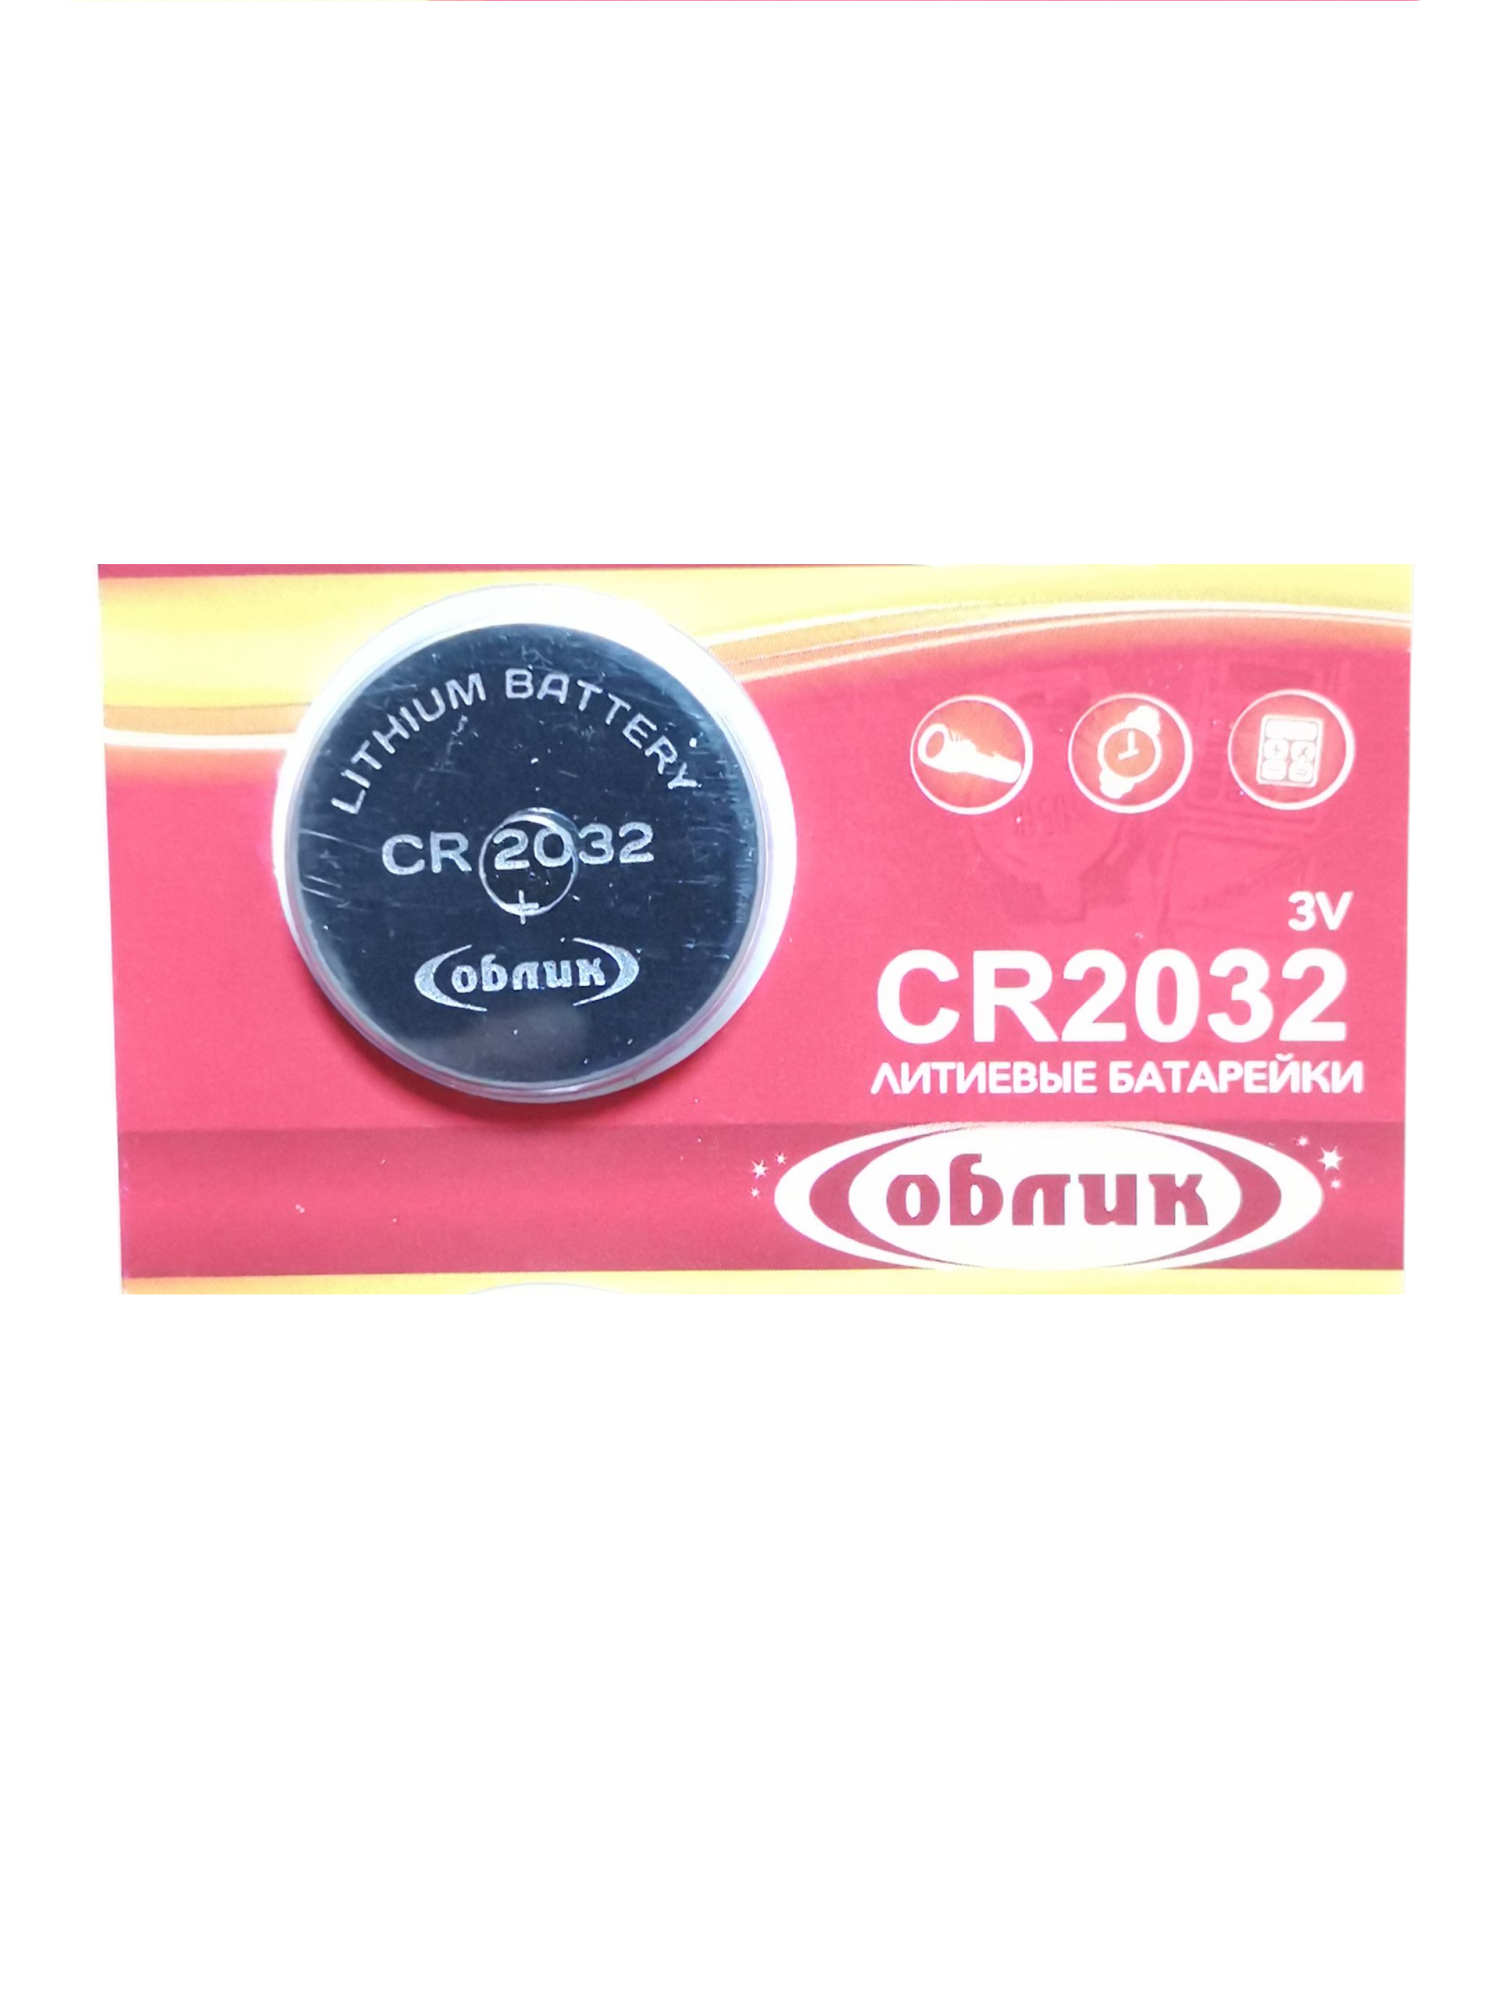 LITHIUM BATTERY
CR 2032
+
облик
3V
CR2032
ЛИТИЕВЫЕ БАТАРЕЙКИ
облик